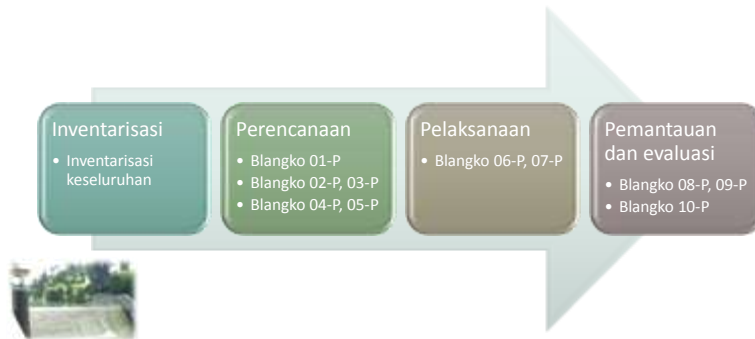 Inventarisasi
• Inventarisasi
keseluruhan
Perencanaan
• Blangko 01-P
• Blangko 02-P, 03-P
• Blangko 04-P, 05-P
Pelaksanaan
• Blangko 06-P, 07-P
Pemantauan
dan evaluasi
• Blangko 08-P, 09-P
• Blangko 10-P